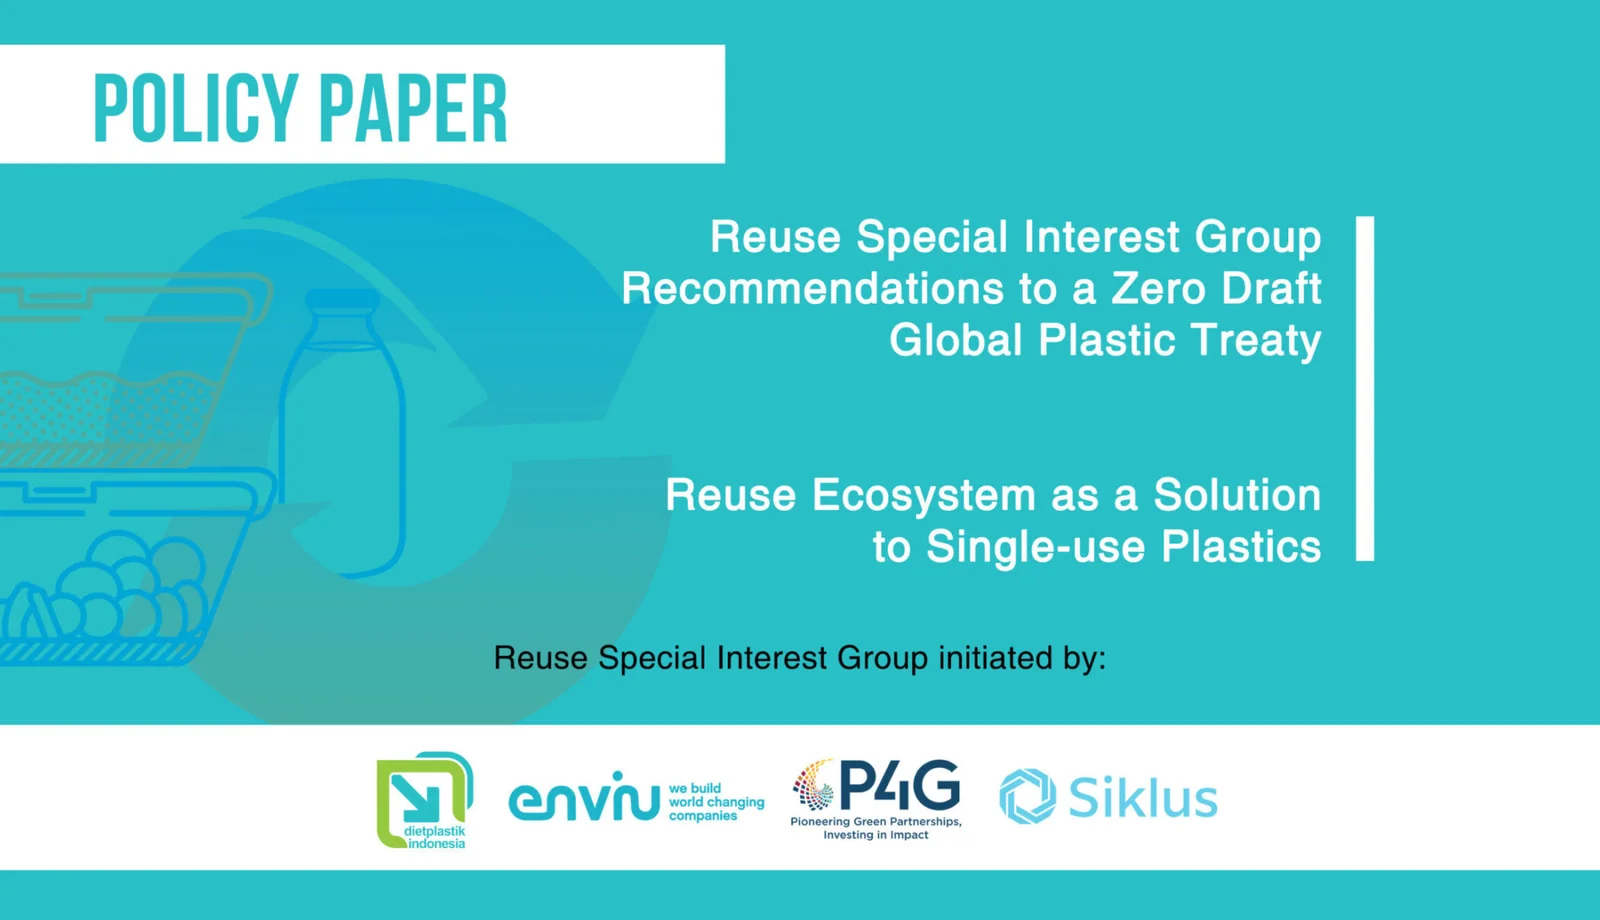 POLICY PAPER
Reuse Special Interest Group
Recommendations to a Zero Draft
Global Plastic Treaty
Reuse Ecosystem as a Solution
to Single-use Plastics
Reuse Special Interest Group initiated by:
dietplastik
indonesia
enviu
we build
world changing
companies
P4G
Pioneering Green Partnerships,
Investing in Impact
Siklus